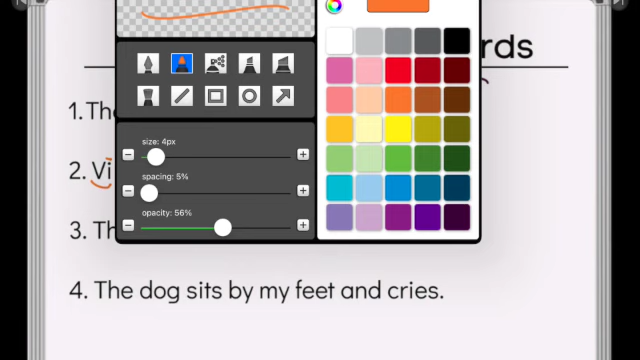 rds
1. Th
size: 4px
2. Vi
spacing: 5%
opacity: 56%
3. Th
4. The dog sits by my feet and cries.